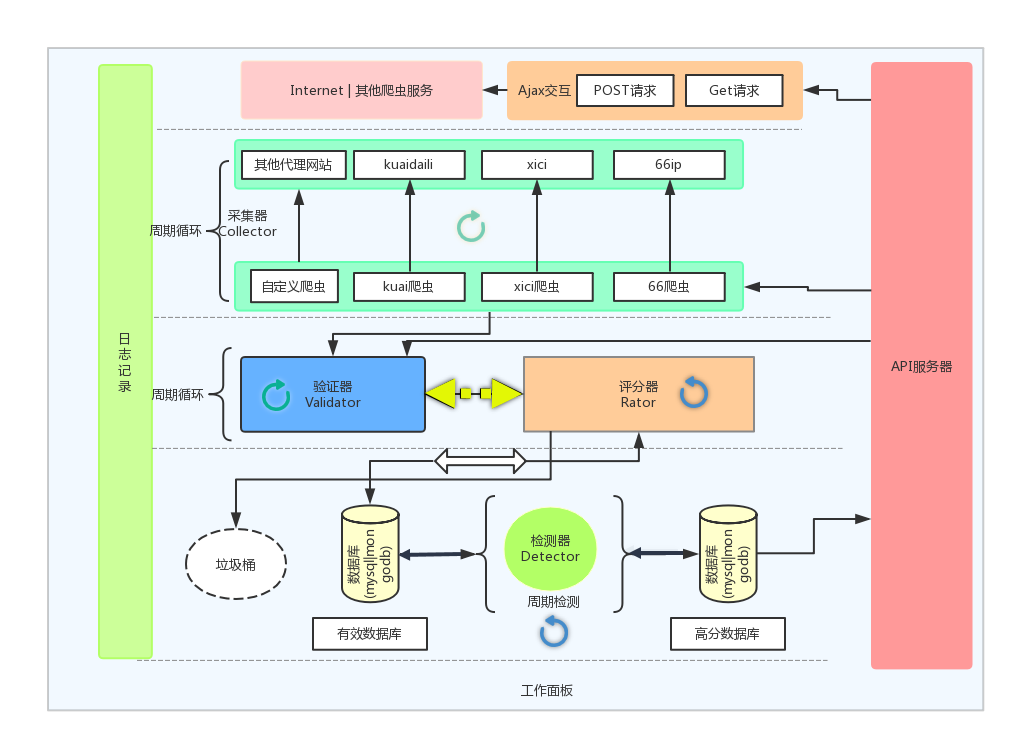 Internet | 其他爬虫服务
Ajax交互
POST请求
Get请求
其他代理网站
kuaidaili
xici
66ip
周期循环
采集器
Collector
自定义爬虫
kuai爬虫
xici爬虫
66爬虫
日
志
记
录
API服务器
周期循环
验证器
Validator
评分器
Rator
垃圾桶
数据库
(mysql||mon
godb)
检测器
Detector
周期检测
数据库
(mysql||mon
godb)
有效数据库
高分数据库
工作面板